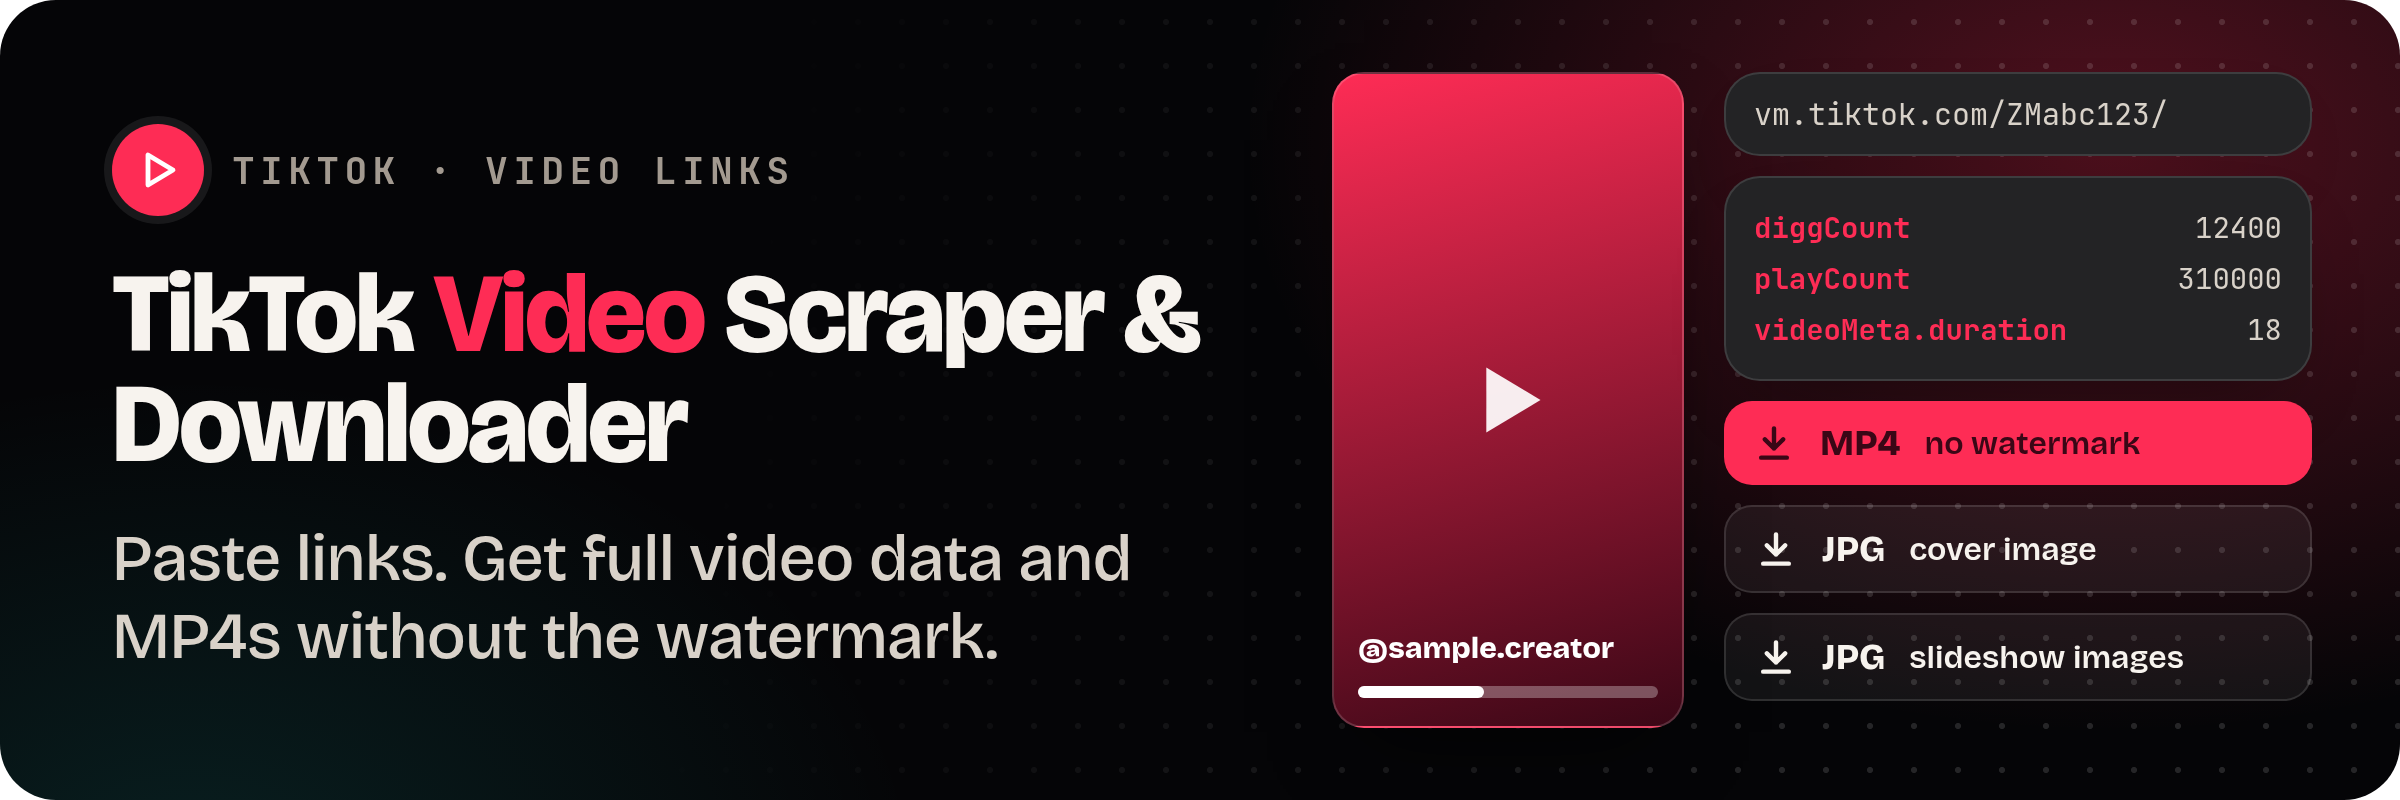 TIKTOK · VIDEO LINKS
TikTok Video Scraper &
Downloader
Paste links. Get full video data and
MP4s without the watermark.
@sample.creator
vm.tiktok.com/ZMabc123/
diggCount 12400
playCount 310000
videoMeta.duration 18
MP4 no watermark
JPG cover image
JPG slideshow images